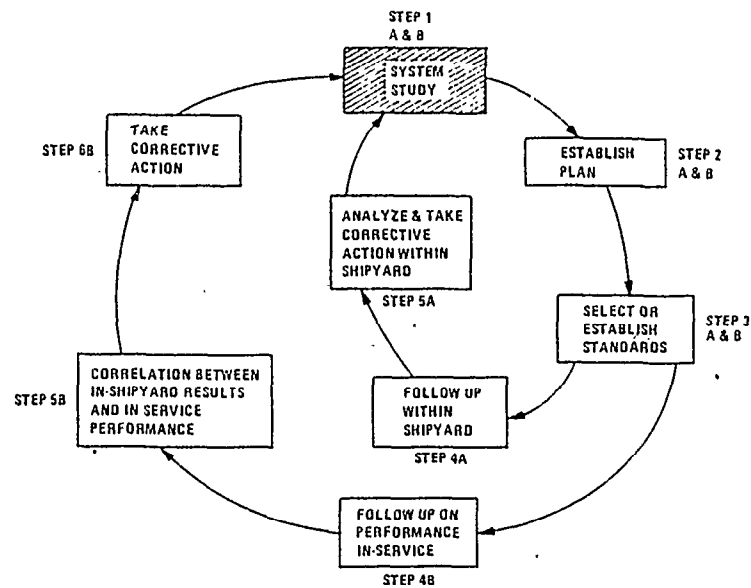 STEP 1
A & B
SYSTEM
STUDY
ESTABLISH
PLAN
STEP 2
A & B
SELECT OR
ESTABLISH
STANDARDS
STEP 3
A & B
FOLLOW UP
WITHIN
SHIPYARD
STEP 4A
ANALYZE & TAKE
CORRECTIVE
ACTION WITHIN
SHIPYARD
STEP 5A
FOLLOW UP ON
PERFORMANCE
IN-SERVICE
STEP 4B
STEP 5B
CORRELATION BETWEEN
IN-SHIPYARD RESULTS
AND IN SERVICE
PERFORMANCE
STEP 6B
TAKE
CORRECTIVE
ACTION